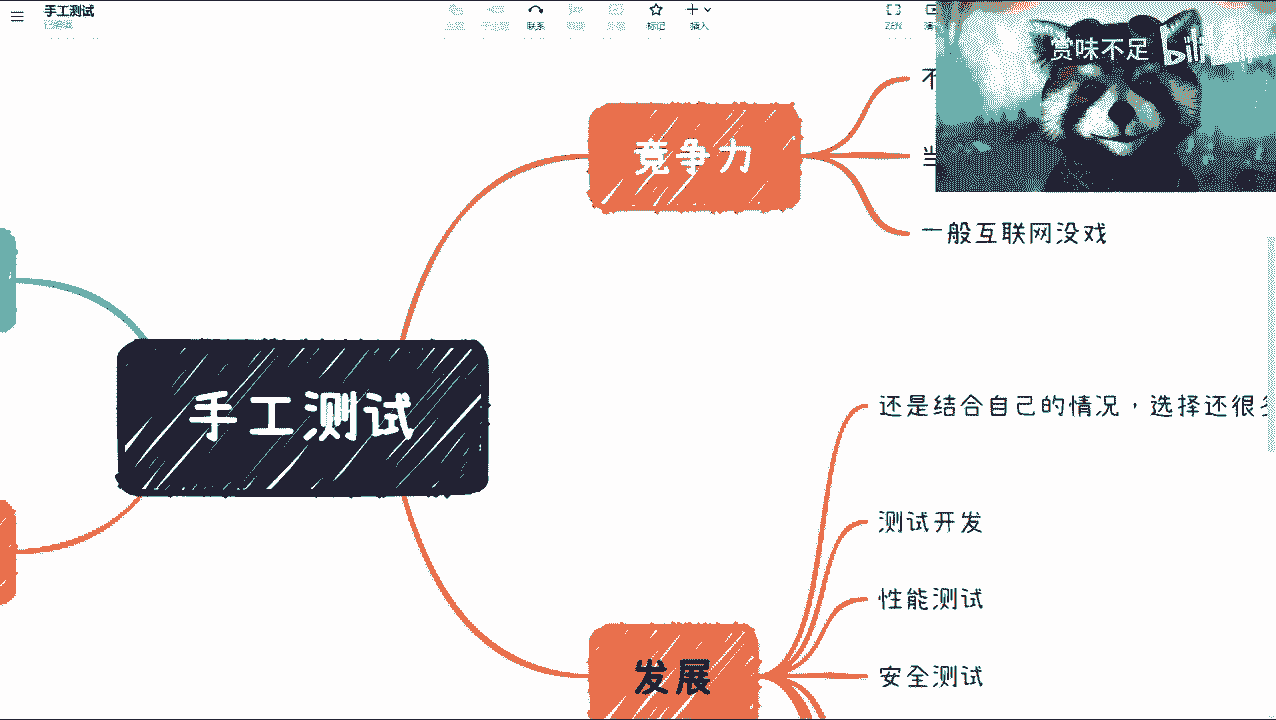 手工测试
已编辑
联系
标记
插入
ZEN
赏味不足
bili
竞争力
不
当
一般互联网没戏
手工测试
还是结合自己的情况，选择还很多
测试开发
性能测试
安全测试
发展